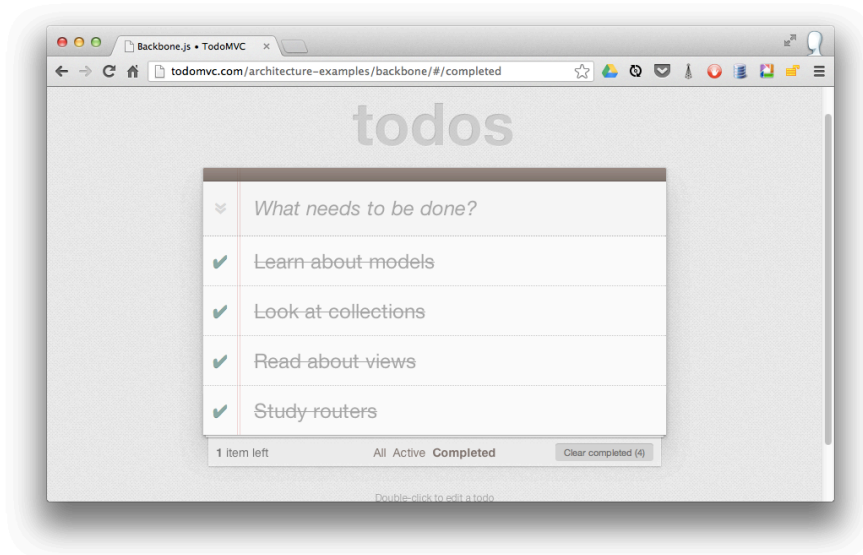 Backbone.js • TodoMVC
todomvc.com/architecture-examples/backbone/#/completed
todos
What needs to be done?
Learn about models
Look at collections
Read about views
Study routers
1 item left All Active Completed Clear completed (4)
Double-click to edit a todo